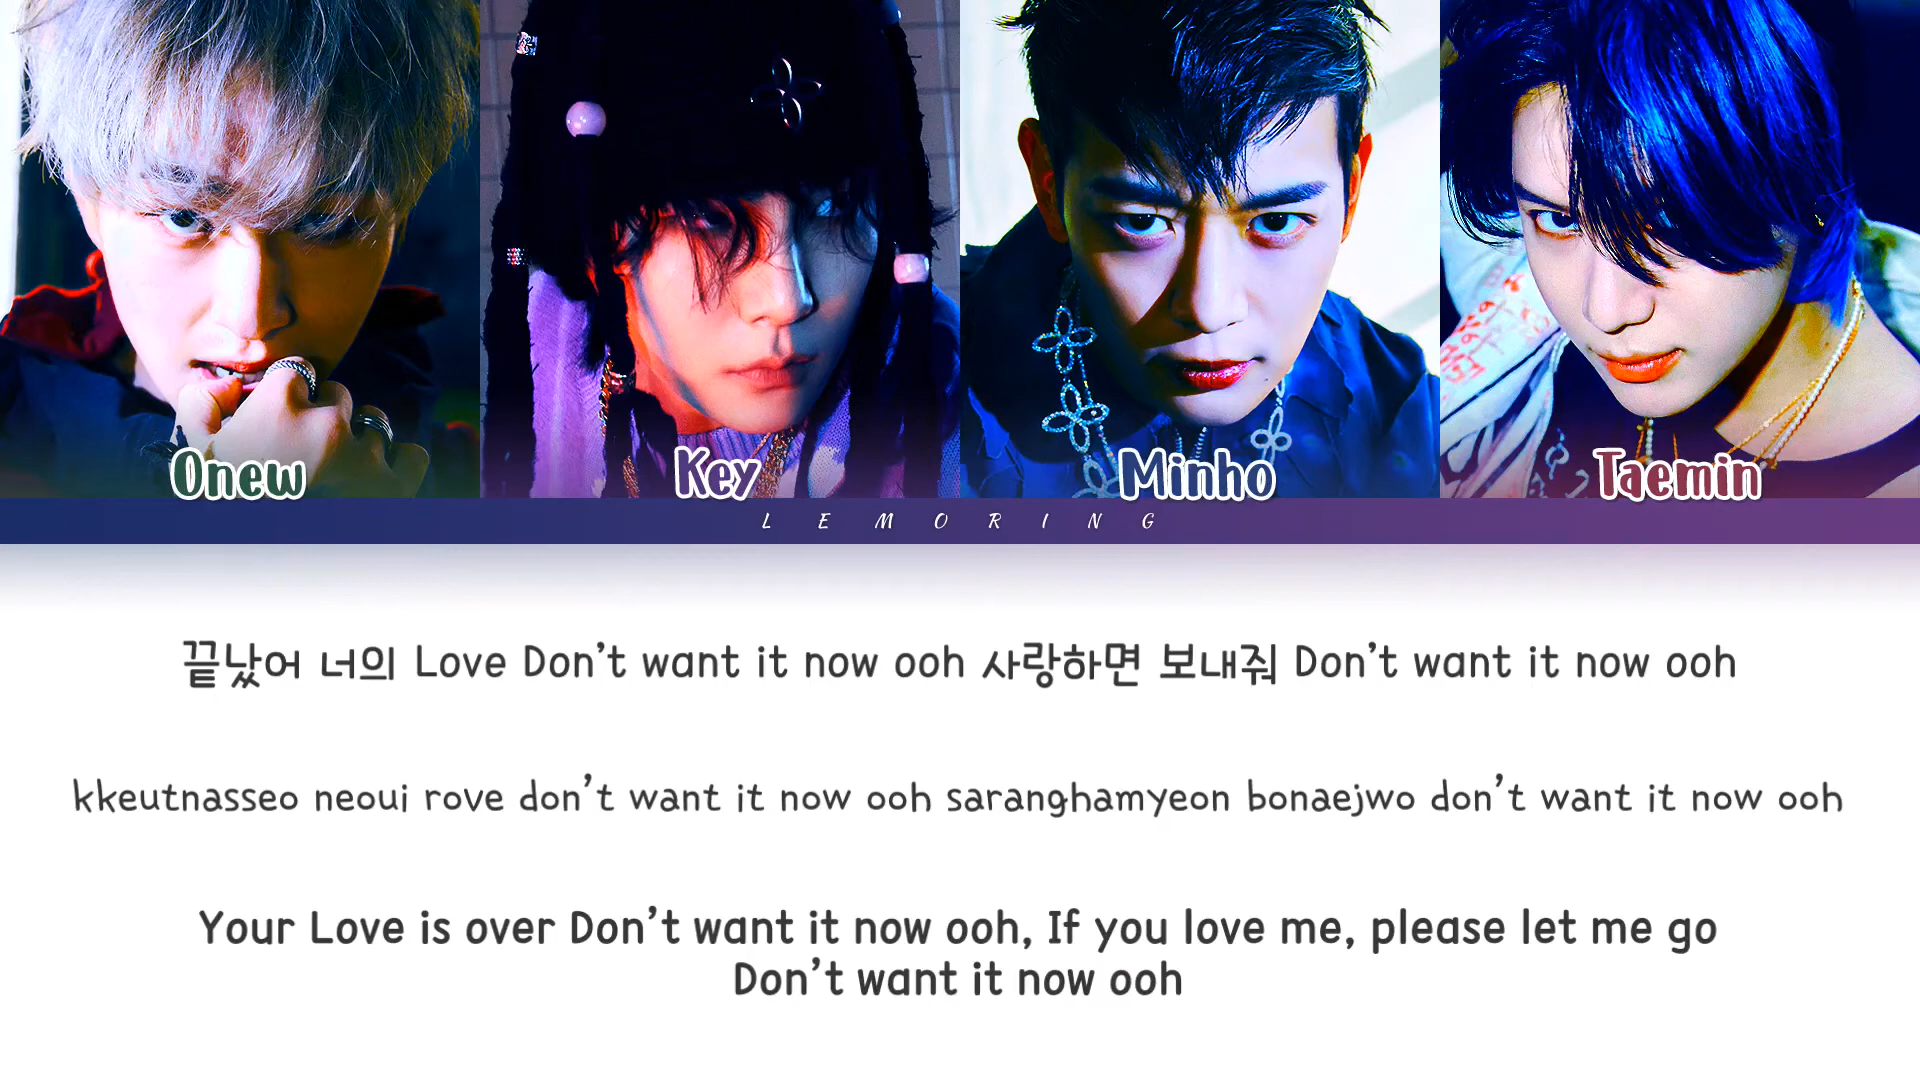 Onew
Key
Minho
Taemin
LEMORING
끝났어 너의 Love Don't want it now ooh 사랑하면 보내줘 Don't want it now ooh
kkeutnasseo neoui rove don't want it now ooh saranghamyeon bonaejwo don't want it now ooh
Your Love is over Don't want it now ooh, If you love me, please let me go
Don't want it now ooh